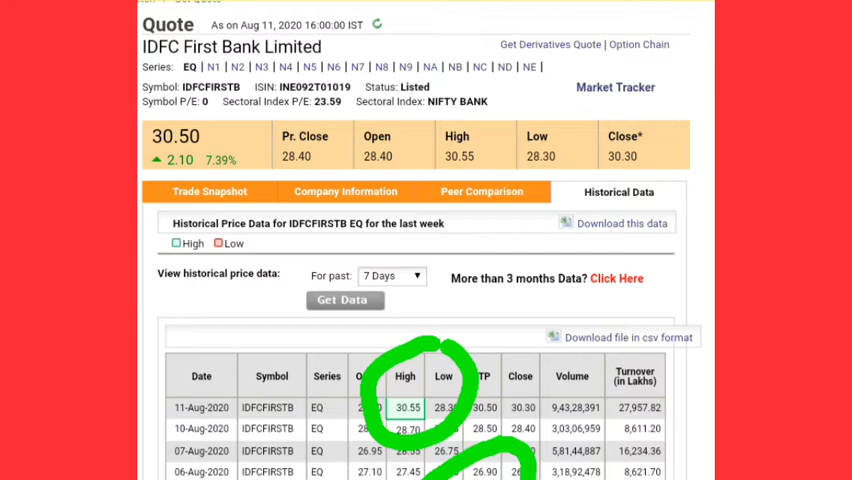 Quote As on Aug 11, 2020 16:00:00 IST
IDFC First Bank Limited
Get Derivatives Quote | Option Chain
Series: EQ | N1 | N2 | N3 | N4 | N5 | N6 | N7 | N8 | N9 | NA | NB | NC | ND | NE |
Symbol: IDFCFIRSTB ISIN: INE092T01019 Status: Listed
Market Tracker
Symbol P/E: 0 Sectoral Index P/E: 23.59 Sectoral Index: NIFTY BANK
30.50 Pr. Close Open High Low Close*
2.10 7.39% 28.40 28.40 30.55 28.30 30.30
Trade Snapshot Company Information Peer Comparison Historical Data
Historical Price Data for IDFCFIRSTB EQ for the last week Download this data
High Low
View historical price data: For past: 7 Days More than 3 months Data? Click Here
Get Data
Download file in csv format
Date Symbol Series High Low Close Volume Turnover
(in Lakhs)
11-Aug-2020 IDFCFIRSTB EQ 30.55 30.50 30.30 9,43,28,391 27,957.82
10-Aug-2020 IDFCFIRSTB EQ 28.70 28.50 28.40 3,03,06,959 8,611.20
07-Aug-2020 IDFCFIRSTB EQ 26.95 28.55 26.75 5,81,44,887 16,234.36
06-Aug-2020 IDFCFIRSTB EQ 27.10 27.45 26.90 3,18,92,478 8,621.70